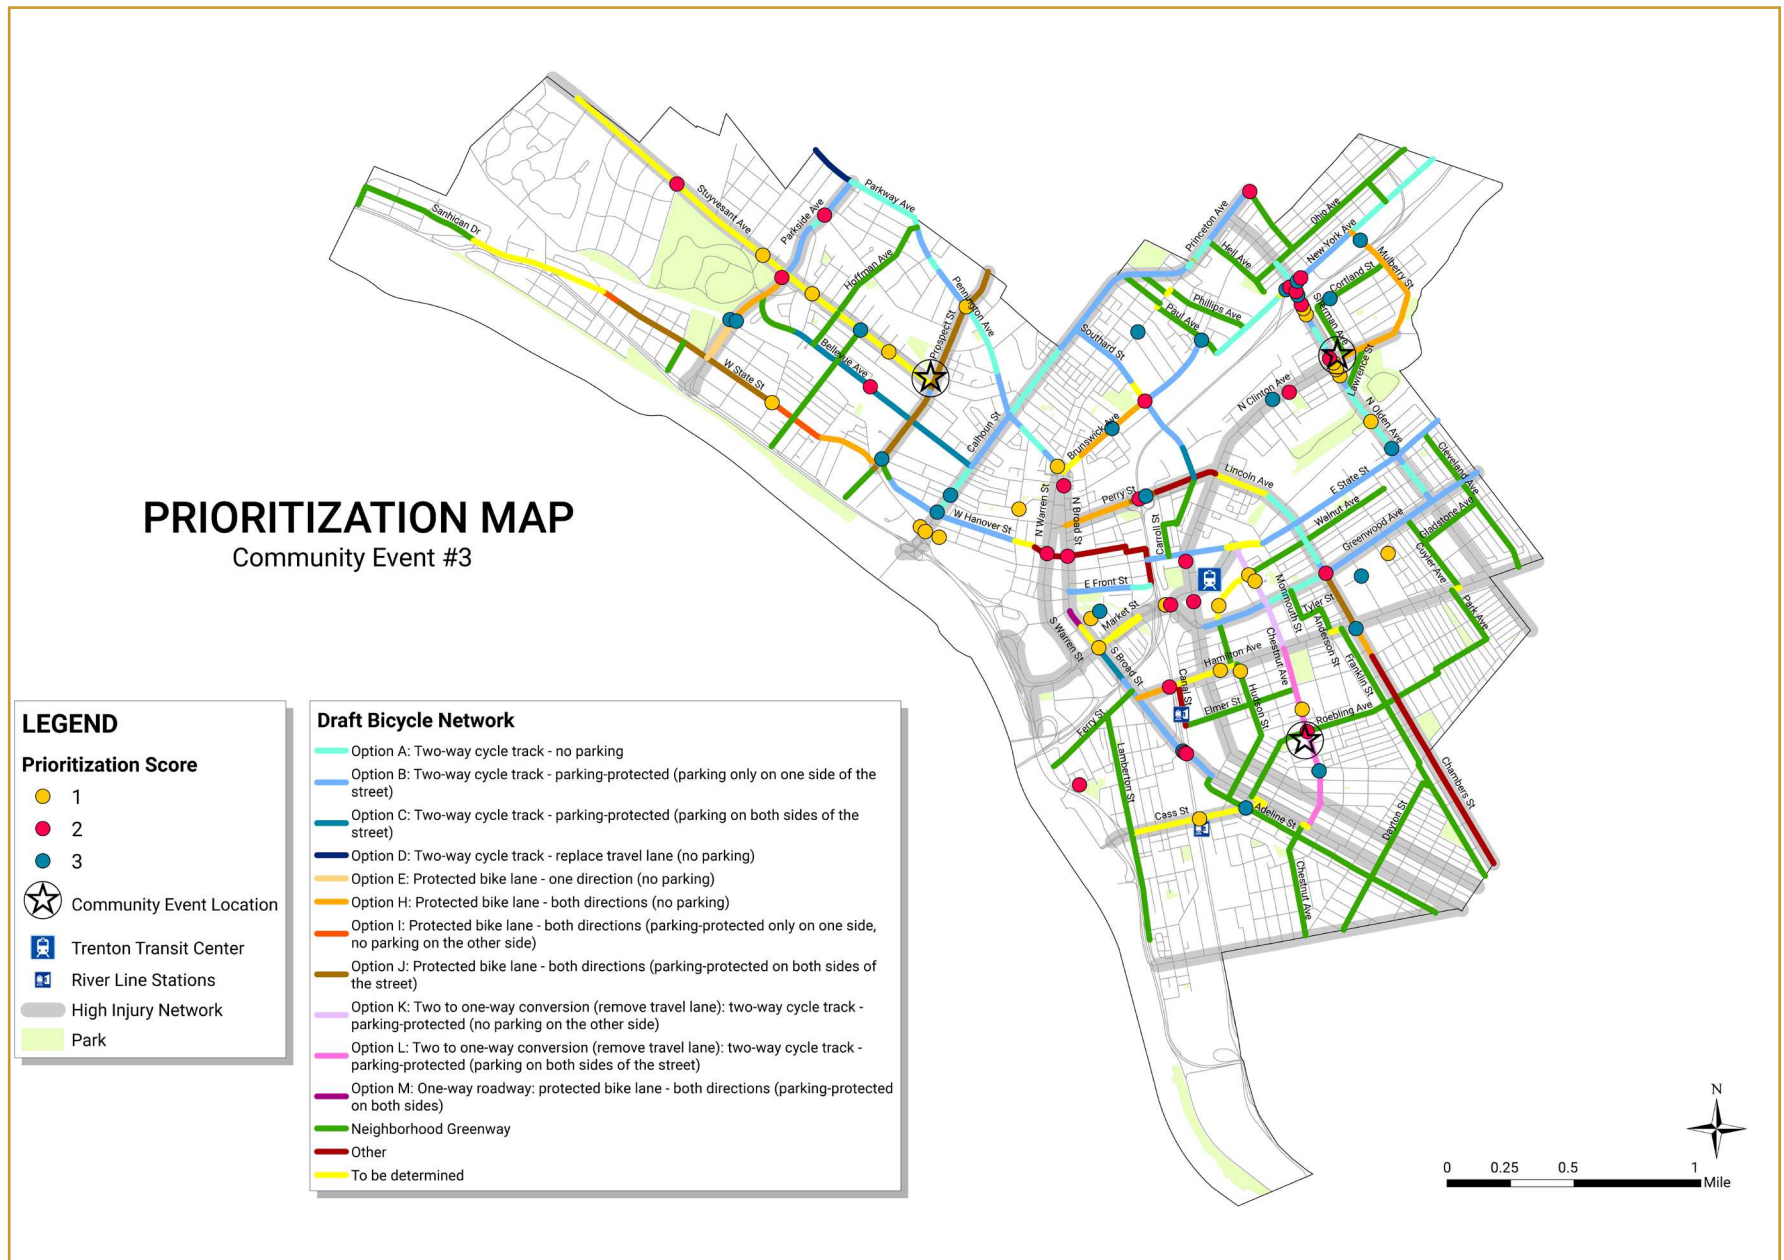 PRIORITIZATION MAP
Community Event #3
Stuyvesant Ave
Parkside Ave
Parkway Ave
Sanhican Dr
Hoffman Ave
Pennington Ave
Prospect St
Bellevue Ave
W State St
Calhoun St
W Hanover St
N Warren St
N Broad St
Brunswick Ave
Southard St
Perry St
Princeton Ave
Heil Ave
Ohio Ave
New York Ave
Mulberry St
Cortland St
Sherman Ave
Phillips Ave
Paul Ave
Lawrence St
N Clinton Ave
N Olden Ave
Lincoln Ave
E State St
Walnut Ave
Greenwood Ave
Cleveland Ave
Gladstone Ave
Cuyler Ave
Park Ave
Carroll St
E Front St
Market St
S Warren St
S Broad St
Monmouth St
Tyler St
Anderson St
Franklin St
Chestnut Ave
Hamilton Ave
Canal St
Hudson St
Elmer St
Roebling Ave
Ferry St
Lamberton St
Cass St
Adeline St
Chambers St
Dayton St
Chestnut Ave
LEGEND
Prioritization Score
1
2
3
Community Event Location
Trenton Transit Center
River Line Stations
High Injury Network
Park
Draft Bicycle Network
Option A: Two-way cycle track - no parking
Option B: Two-way cycle track - parking-protected (parking only on one side of the
street)
Option C: Two-way cycle track - parking-protected (parking on both sides of the
street)
Option D: Two-way cycle track - replace travel lane (no parking)
Option E: Protected bike lane - one direction (no parking)
Option H: Protected bike lane - both directions (no parking)
Option I: Protected bike lane - both directions (parking-protected only on one side,
no parking on the other side)
Option J: Protected bike lane - both directions (parking-protected on both sides of
the street)
Option K: Two to one-way conversion (remove travel lane): two-way cycle track -
parking-protected (no parking on the other side)
Option L: Two to one-way conversion (remove travel lane): two-way cycle track -
parking-protected (parking on both sides of the street)
Option M: One-way roadway: protected bike lane - both directions (parking-protected
on both sides)
Neighborhood Greenway
Other
To be determined
N
0 0.25 0.5 1
Mile